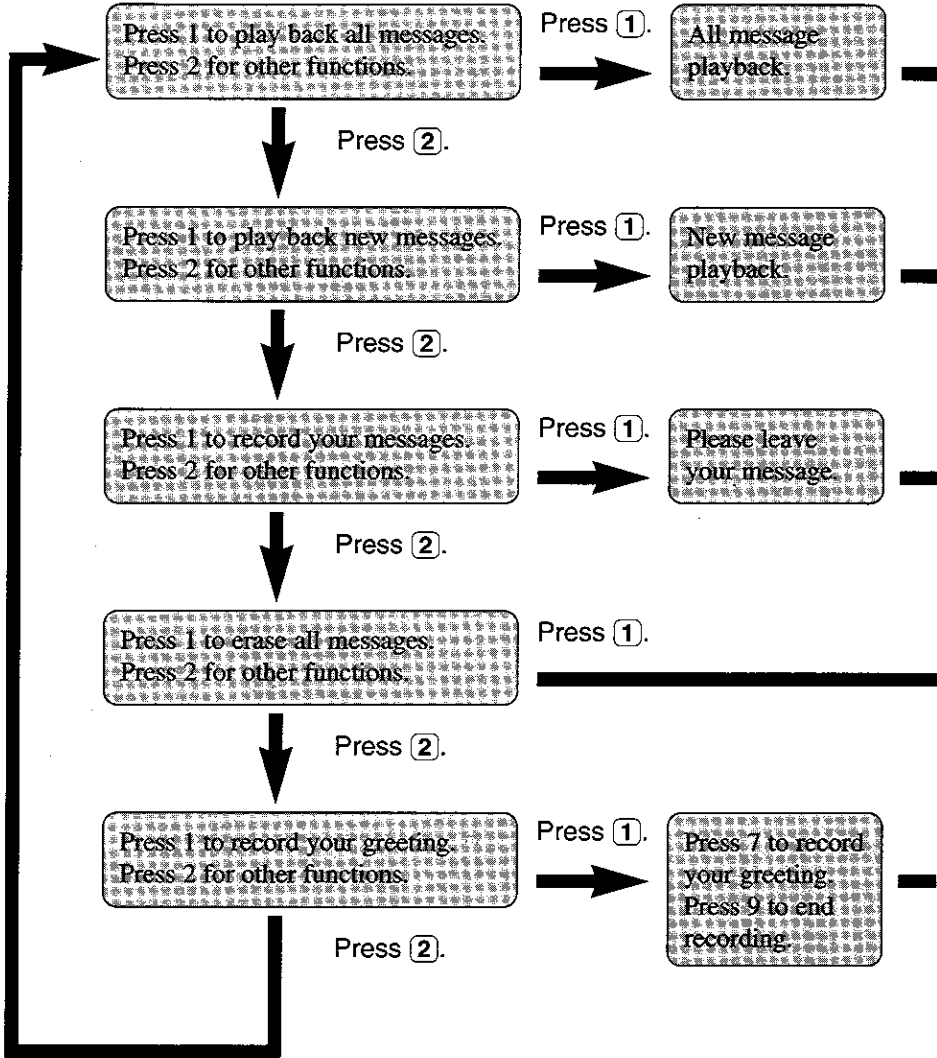 Press 1 to play back all messages.
Press 2 for other functions.
Press 1.
All message
playback.
Press 2.
Press 1 to play back new messages.
Press 2 for other functions.
Press 1.
New message
playback.
Press 2.
Press 1 to record your messages.
Press 2 for other functions.
Press 1.
Please leave
your message.
Press 2.
Press 1 to erase all messages.
Press 2 for other functions.
Press 1.
Press 2.
Press 1 to record your greeting.
Press 2 for other functions.
Press 1.
Press 7 to record
your greeting.
Press 9 to end
recording.
Press 2.